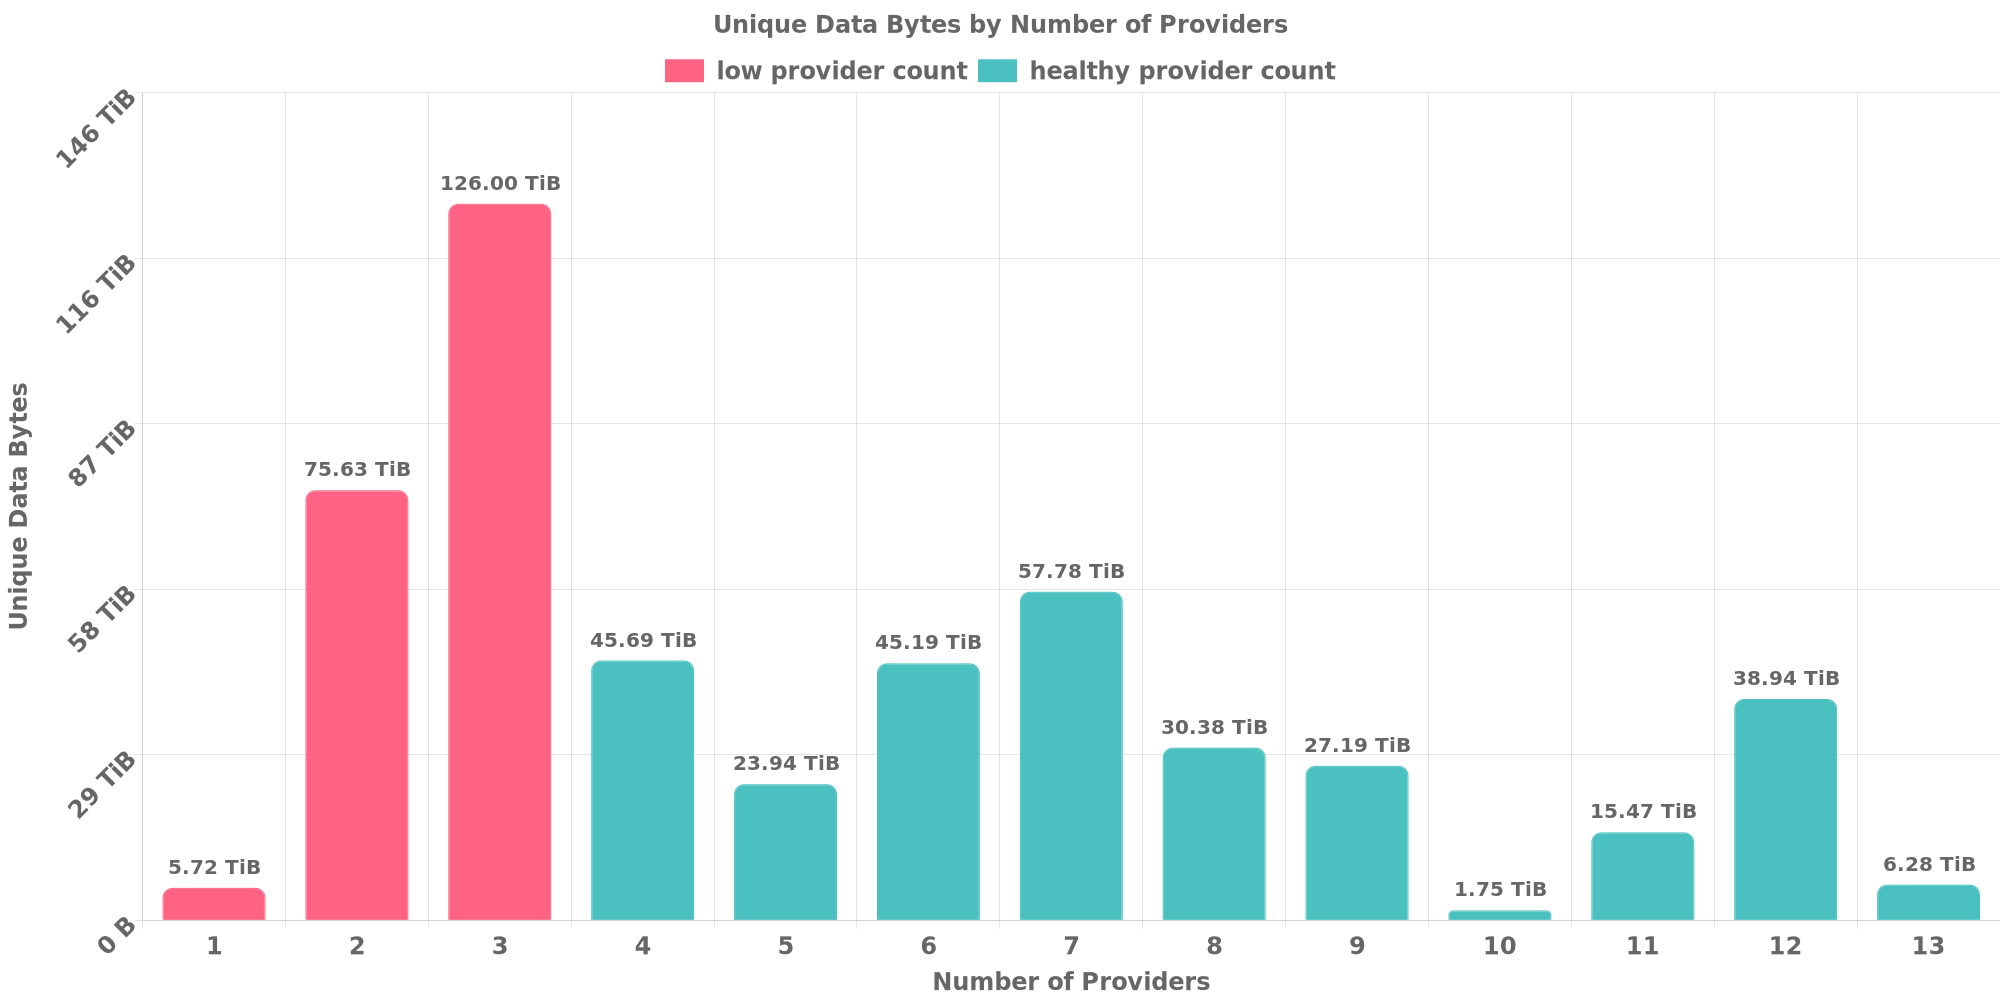 Unique Data Bytes by Number of Providers
low provider count
healthy provider count
Unique Data Bytes
146 TiB
116 TiB
87 TiB
58 TiB
29 TiB
0 B
5.72 TiB
75.63 TiB
126.00 TiB
45.69 TiB
23.94 TiB
45.19 TiB
57.78 TiB
30.38 TiB
27.19 TiB
1.75 TiB
15.47 TiB
38.94 TiB
6.28 TiB
1 2 3 4 5 6 7 8 9 10 11 12 13
Number of Providers